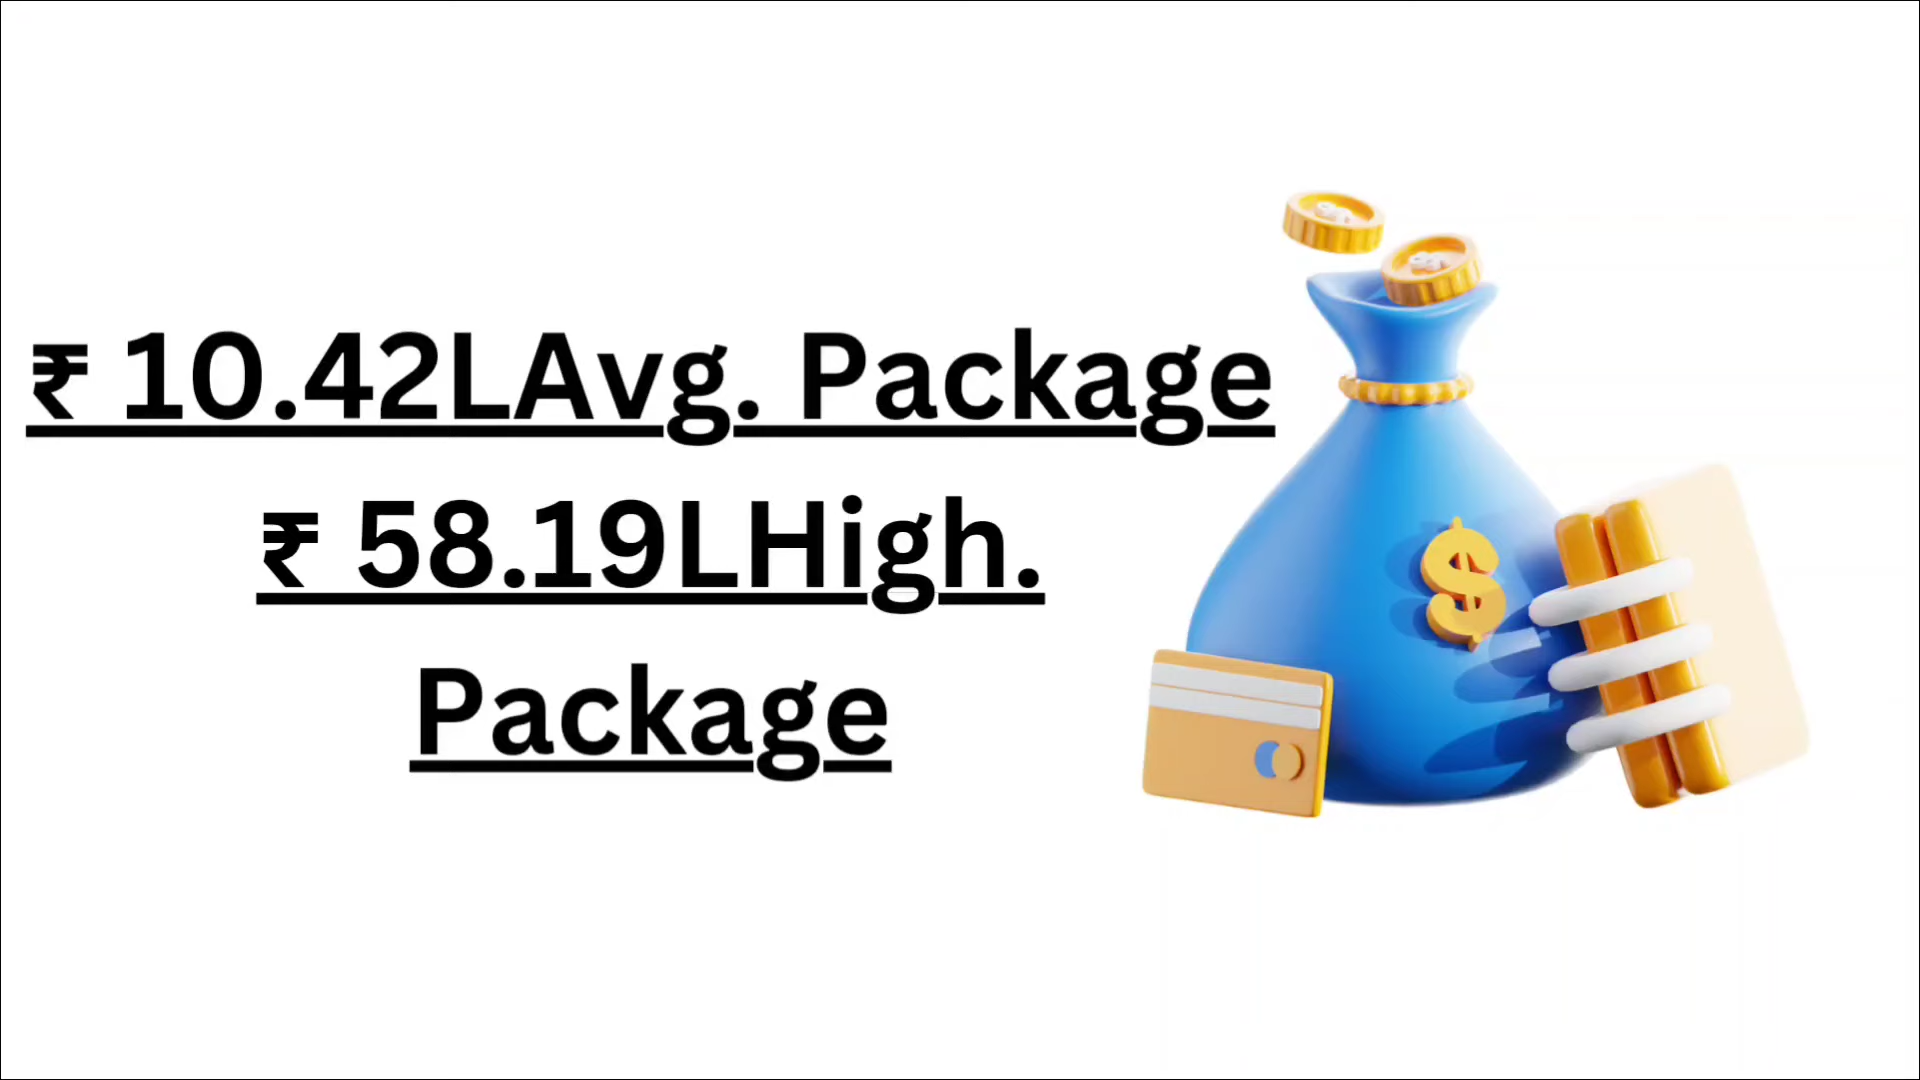 ₹ 10.42LAvg. Package
₹ 58.19LHigh.
Package
$